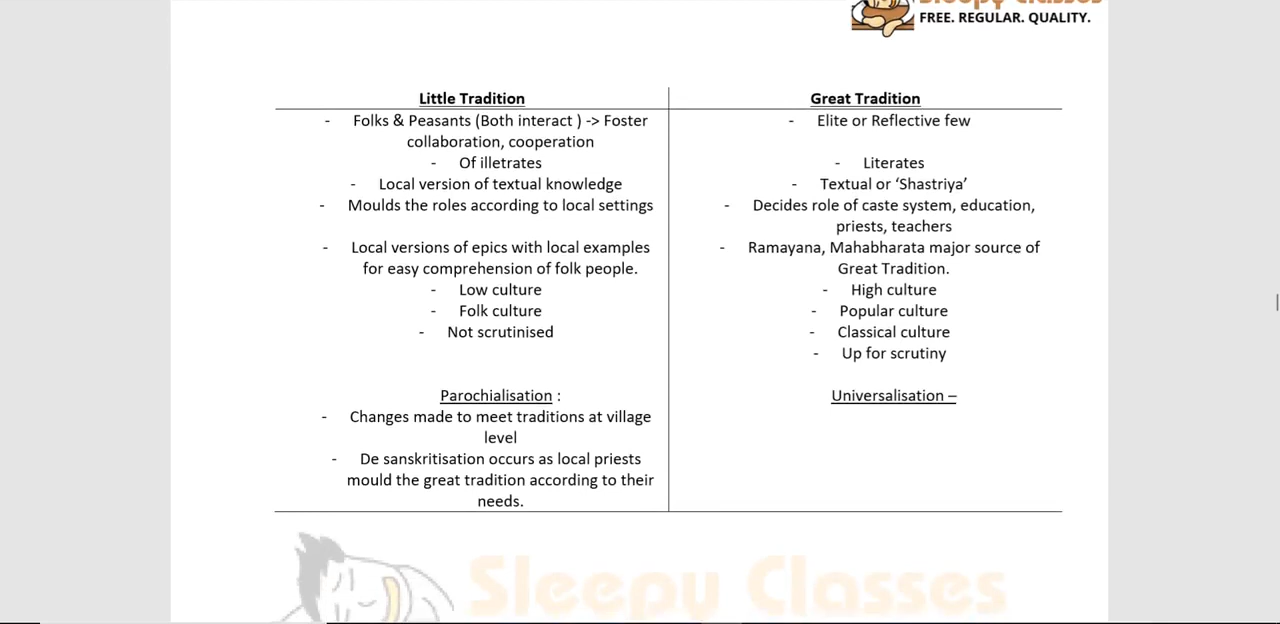 Sleepy Classes
FREE. REGULAR. QUALITY.
Little Tradition
- Folks & Peasants (Both interact ) -> Foster
collaboration, cooperation
- Of illetrates
- Local version of textual knowledge
- Moulds the roles according to local settings
- Local versions of epics with local examples
for easy comprehension of folk people.
- Low culture
- Folk culture
- Not scrutinised
Parochialisation :
- Changes made to meet traditions at village
level
- De sanskritisation occurs as local priests
mould the great tradition according to their
needs.
Great Tradition
- Elite or Reflective few
- Literates
- Textual or ‘Shastriya’
- Decides role of caste system, education,
priests, teachers
- Ramayana, Mahabharata major source of
Great Tradition.
- High culture
- Popular culture
- Classical culture
- Up for scrutiny
Universalisation –
Sleepy Classes